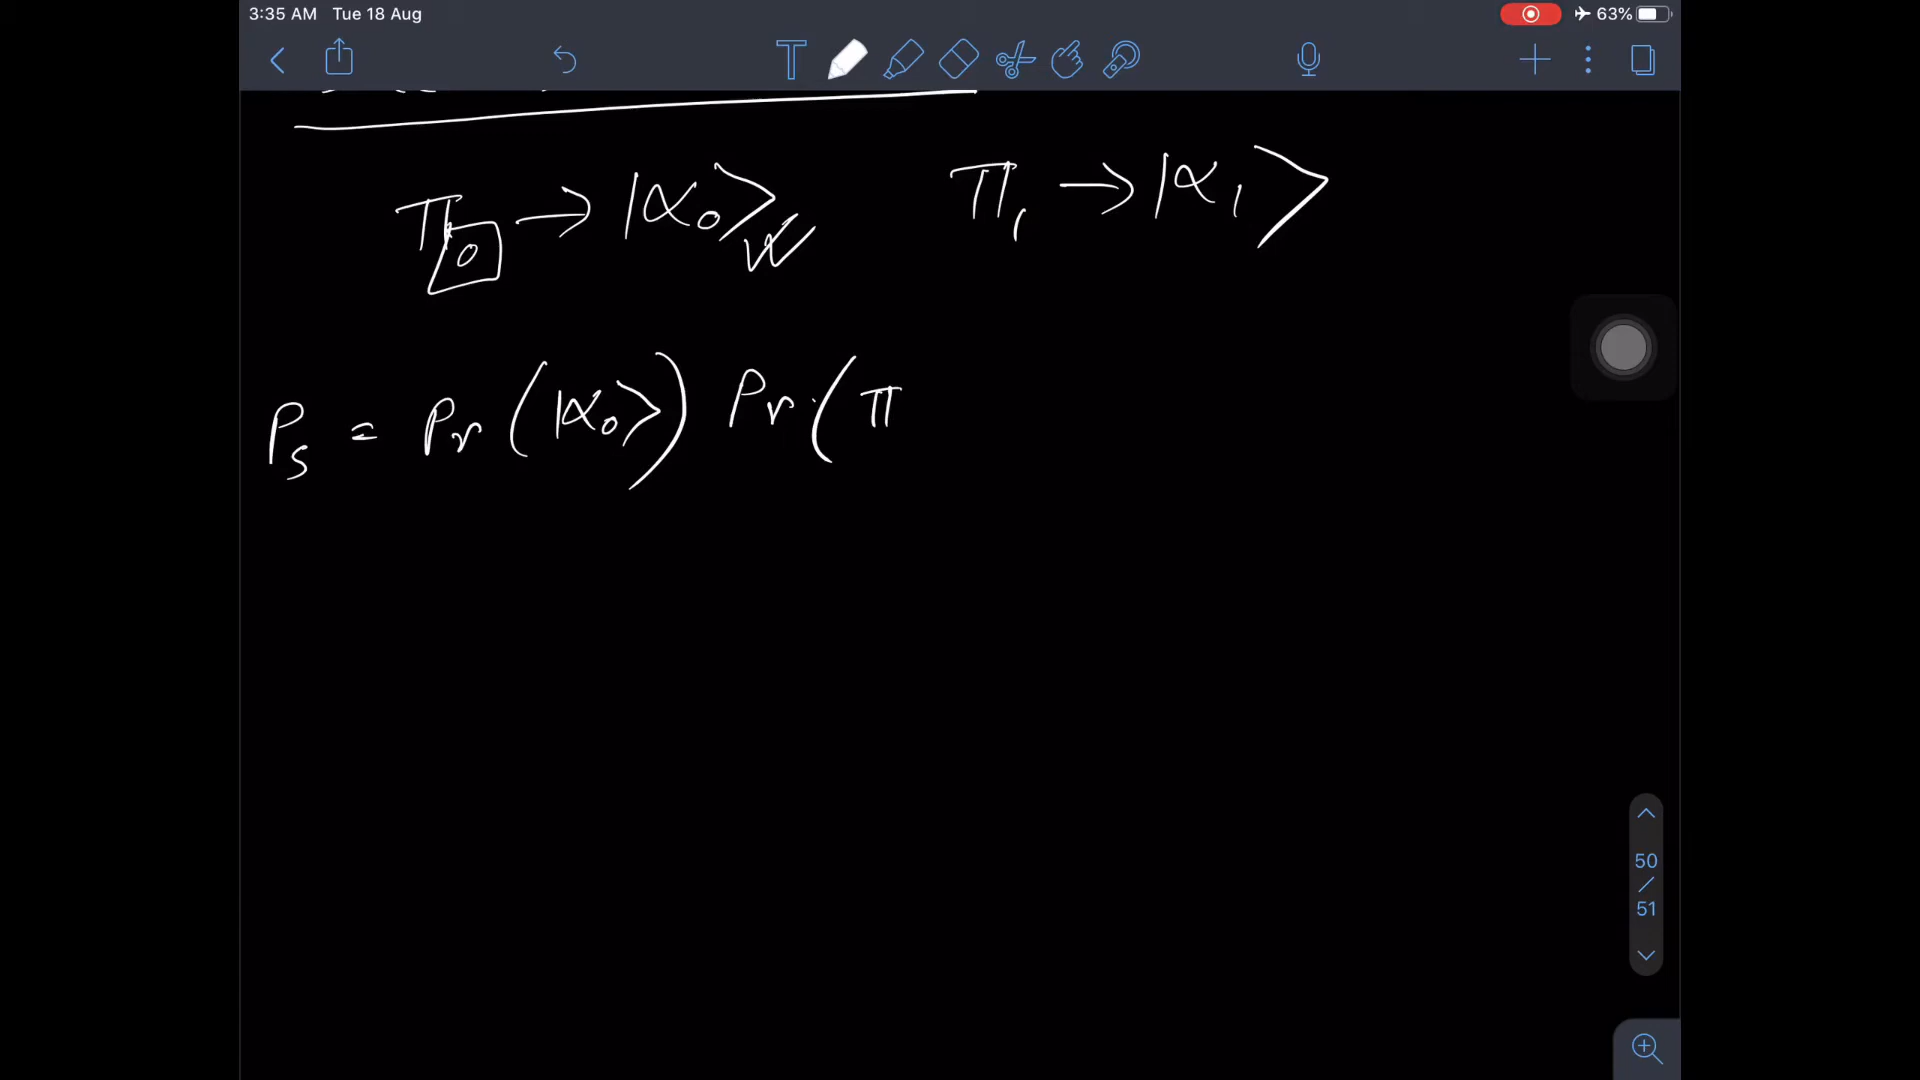 3:35 AM Tue 18 Aug 63%
T
Π₀ → |α₀⟩ Π₁ → |α₁⟩
Pₛ = Pr(|α₀⟩) Pr(Π
50
/
51